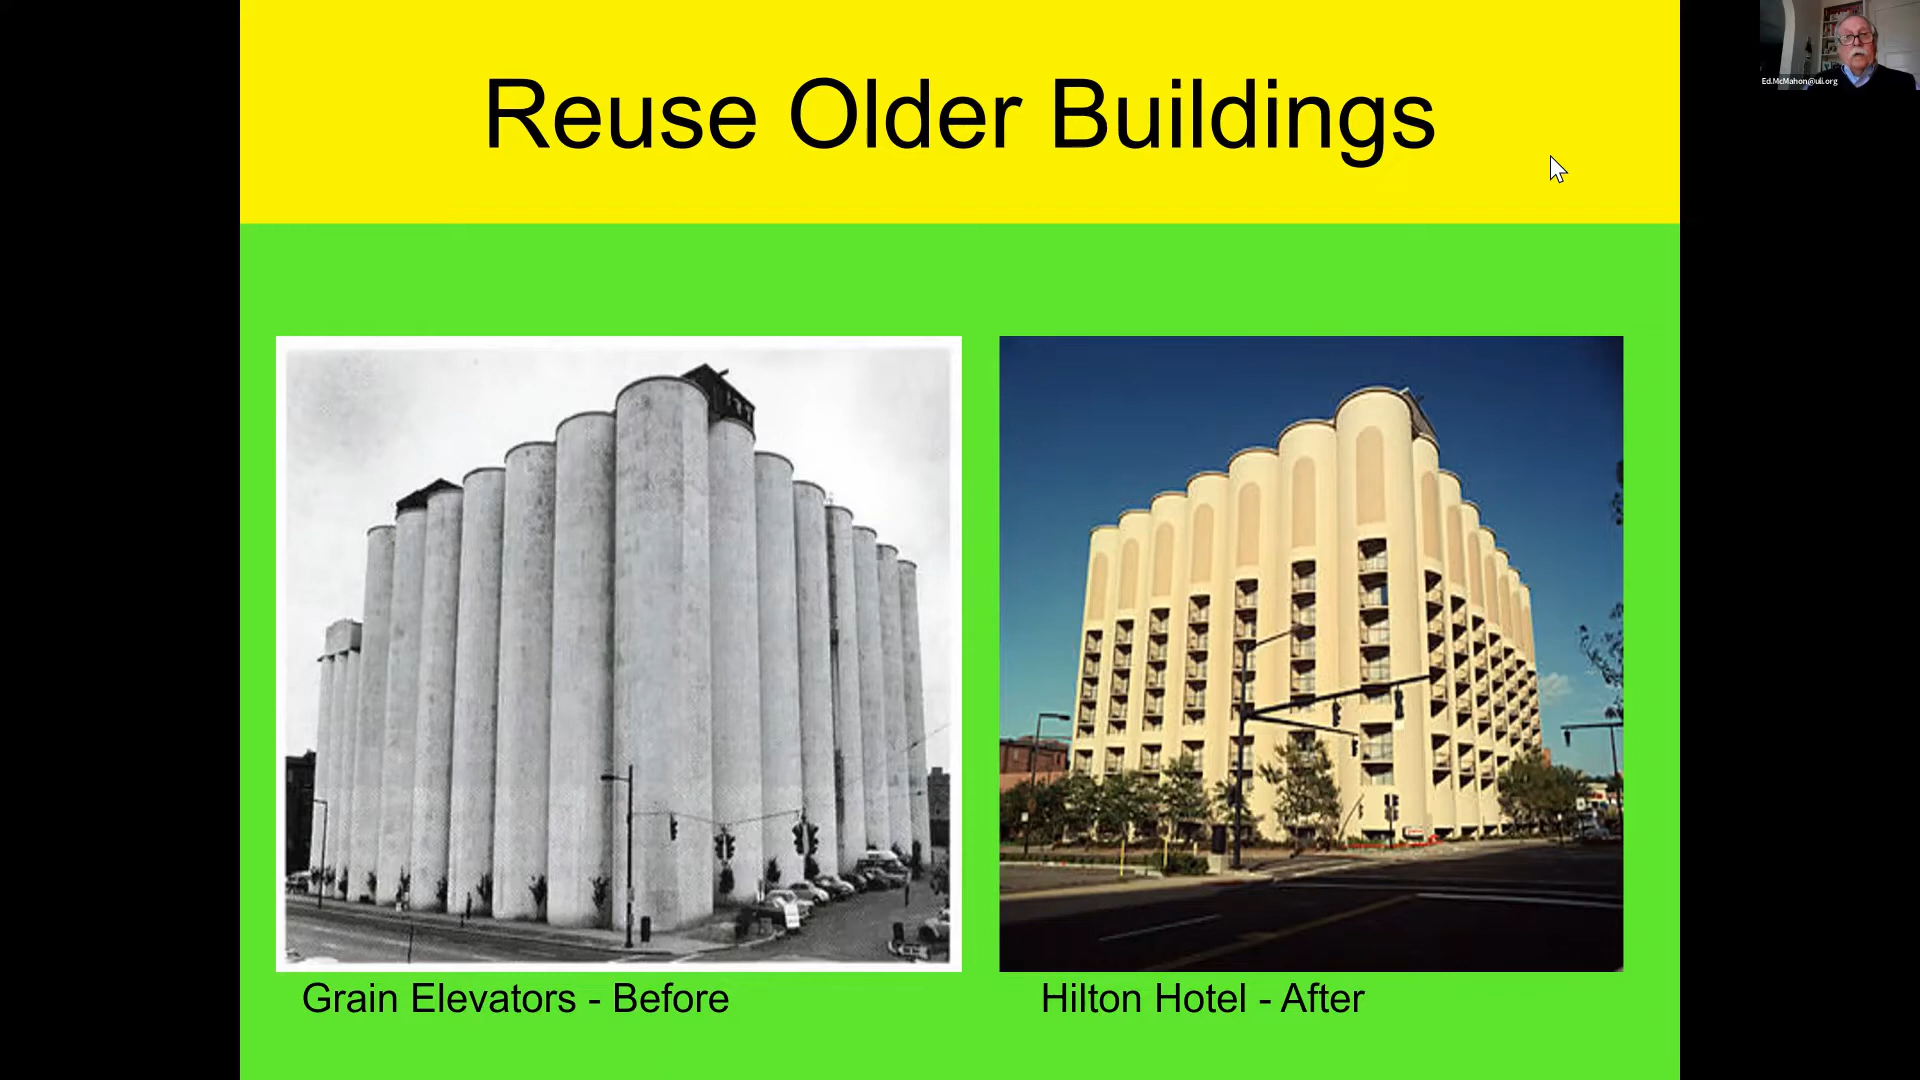 Reuse Older Buildings
Ed.McMahon@uli.org
Grain Elevators - Before
Hilton Hotel - After